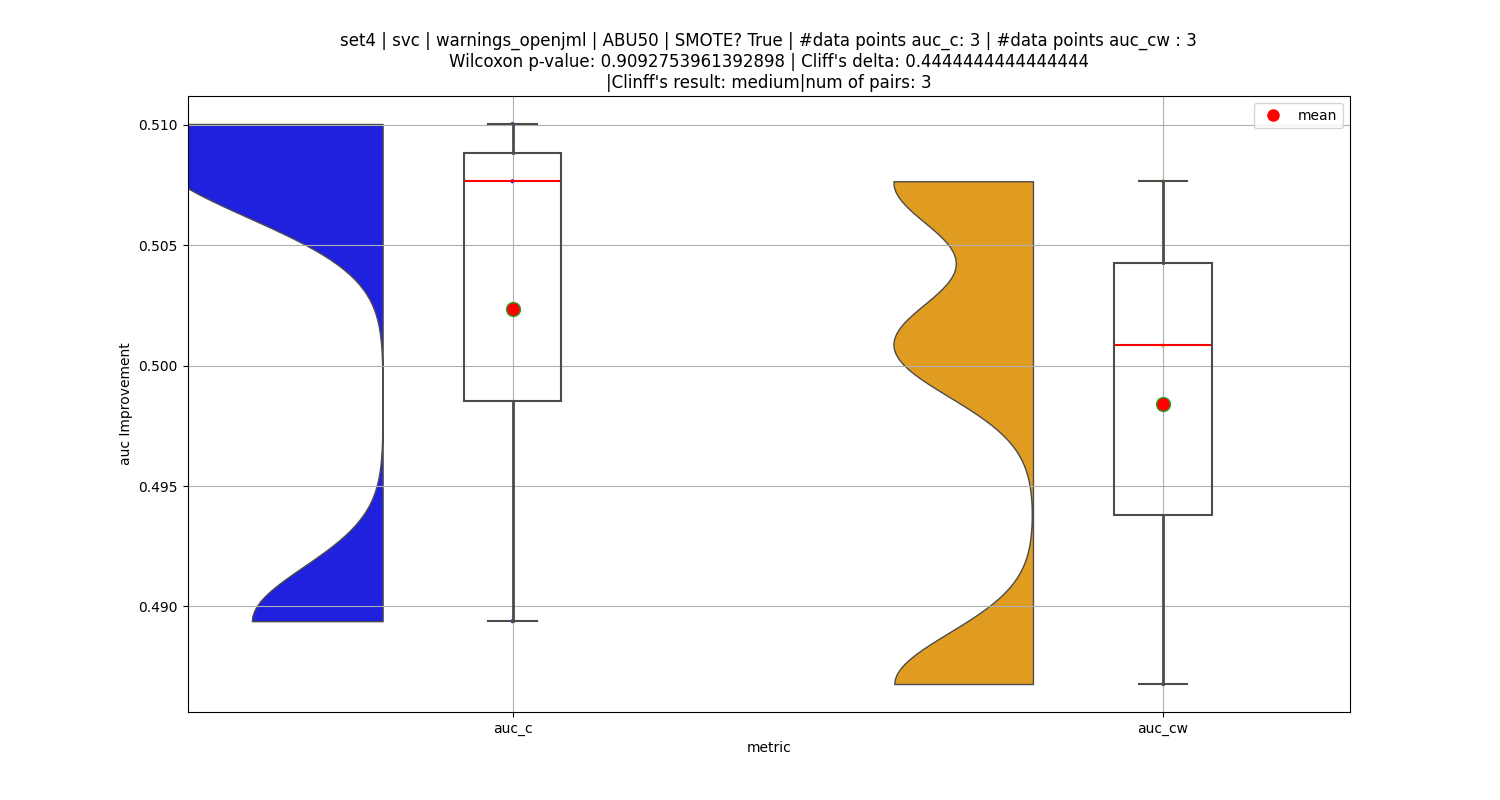 set4 | svc | warnings_openjml | ABU50 | SMOTE? True | #data points auc_c: 3 | #data points auc_cw : 3
Wilcoxon p-value: 0.9092753961392898 | Cliff's delta: 0.4444444444444444
|Clinff's result: medium|num of pairs: 3
mean
0.510
0.505
0.500
0.495
0.490
auc Improvement
auc_c
auc_cw
metric